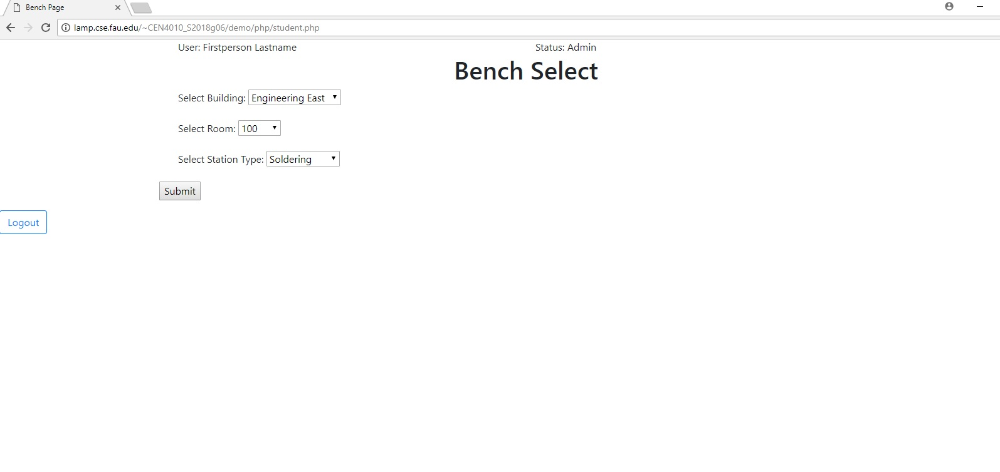 Bench Page
lamp.cse.fau.edu/~CEN4010_S2018g06/demo/php/student.php
User: Firstperson Lastname Status: Admin
Bench Select
Select Building: Engineering East
Select Room: 100
Select Station Type: Soldering
Submit
Logout